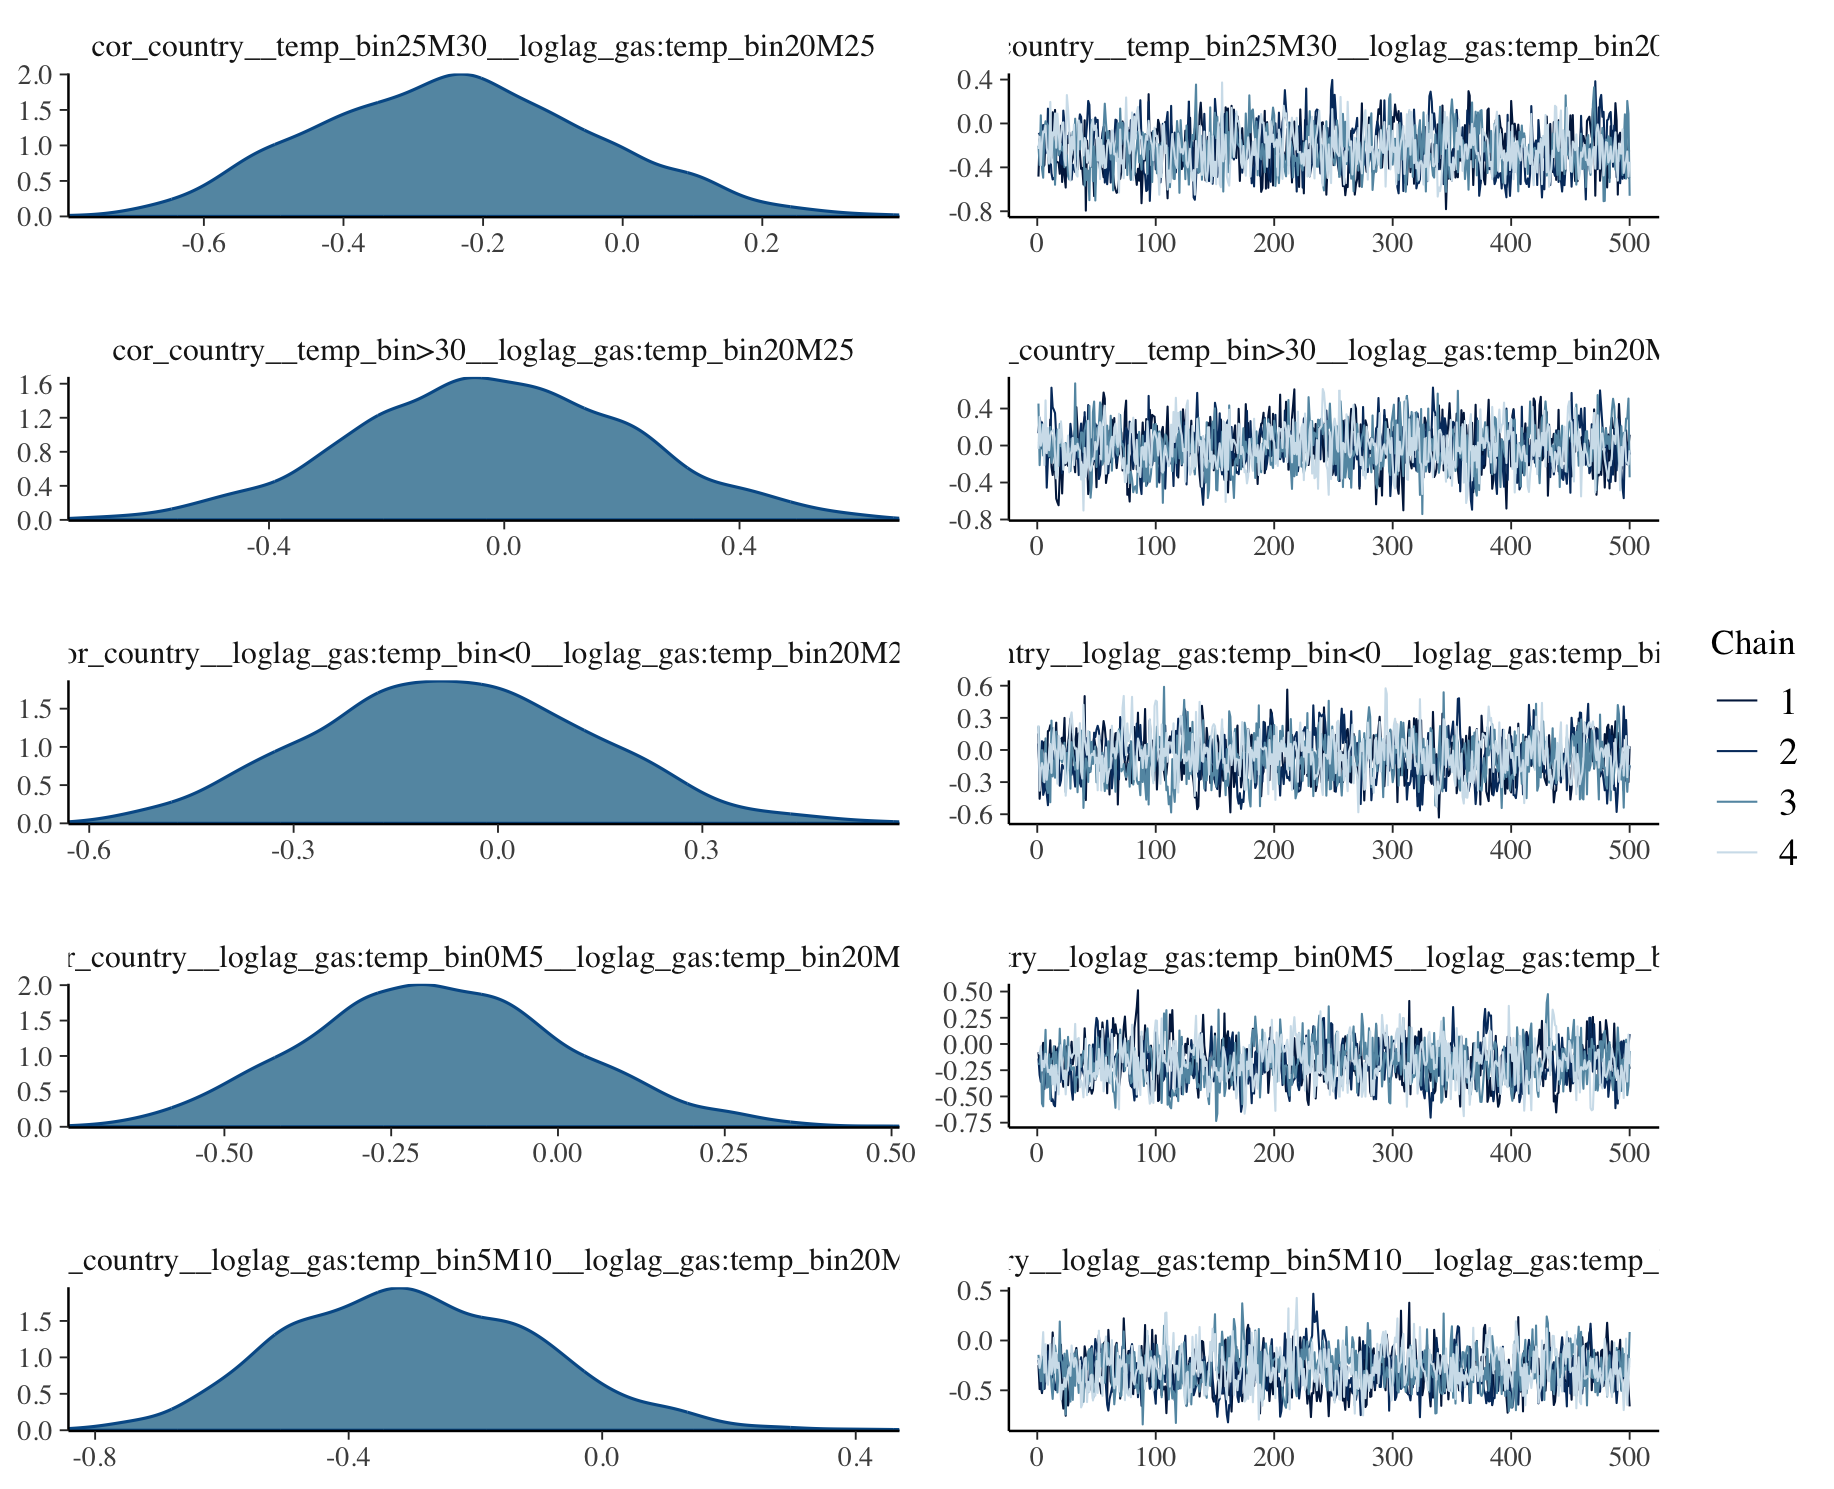 cor_country__temp_bin25M30__loglag_gas:temp_bin20M25
2.0
1.5
1.0
0.5
0.0
-0.6 -0.4 -0.2 0.0 0.2
country__temp_bin25M30__loglag_gas:temp_bin20
0.4
0.0
-0.4
-0.8
0 100 200 300 400 500
cor_country__temp_bin>30__loglag_gas:temp_bin20M25
1.6
1.2
0.8
0.4
0.0
-0.4 0.0 0.4
_country__temp_bin>30__loglag_gas:temp_bin20M
0.4
0.0
-0.4
-0.8
0 100 200 300 400 500
or_country__loglag_gas:temp_bin<0__loglag_gas:temp_bin20M2
1.5
1.0
0.5
0.0
-0.6 -0.3 0.0 0.3
ntry__loglag_gas:temp_bin<0__loglag_gas:temp_bi
0.6
0.3
0.0
-0.3
-0.6
0 100 200 300 400 500
r_country__loglag_gas:temp_bin0M5__loglag_gas:temp_bin20M
2.0
1.5
1.0
0.5
0.0
-0.50 -0.25 0.00 0.25 0.50
ry__loglag_gas:temp_bin0M5__loglag_gas:temp_b
0.50
0.25
0.00
-0.25
-0.50
-0.75
0 100 200 300 400 500
_country__loglag_gas:temp_bin5M10__loglag_gas:temp_bin20M
1.5
1.0
0.5
0.0
-0.8 -0.4 0.0 0.4
ry__loglag_gas:temp_bin5M10__loglag_gas:temp_
0.5
0.0
-0.5
0 100 200 300 400 500
Chain
1
2
3
4